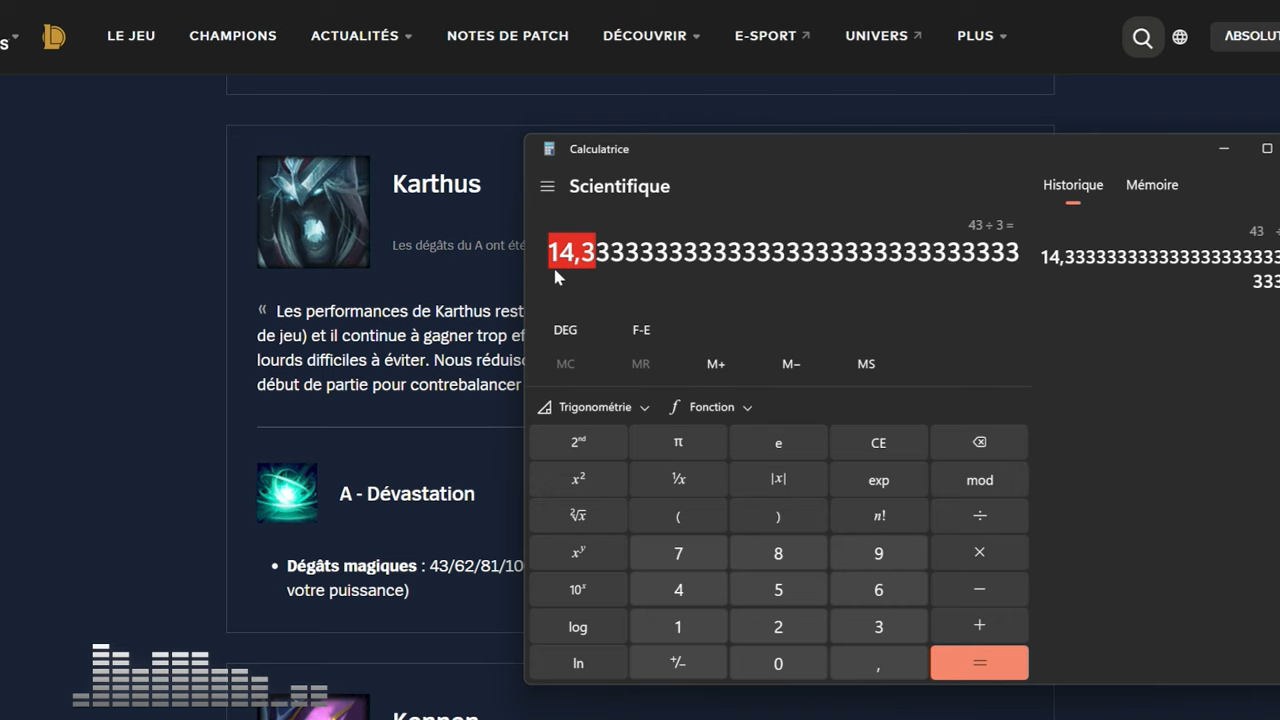 s
LE JEU
CHAMPIONS
ACTUALITÉS
NOTES DE PATCH
DÉCOUVRIR
E-SPORT
UNIVERS
PLUS
ABSOLUT
Karthus
Les dégâts du A ont été
« Les performances de Karthus rest
de jeu) et il continue à gagner trop ef
lourds difficiles à éviter. Nous réduiso
début de partie pour contrebalancer
A - Dévastation
• Dégâts magiques : 43/62/81/10
votre puissance)
Calculatrice
Scientifique
Historique
Mémoire
43 ÷ 3 =
14,333333333333333333333333333333
43 ÷
14,3333333333333333
333
DEG
F-E
MC
MR
M+
M−
MS
Trigonométrie
f Fonction
2ⁿᵈ
π
e
CE
x²
¹/x
|x|
exp
mod
²√x
(
)
n!
÷
xʸ
7
8
9
×
10ˣ
4
5
6
−
log
1
2
3
+
ln
+/−
0
,
=